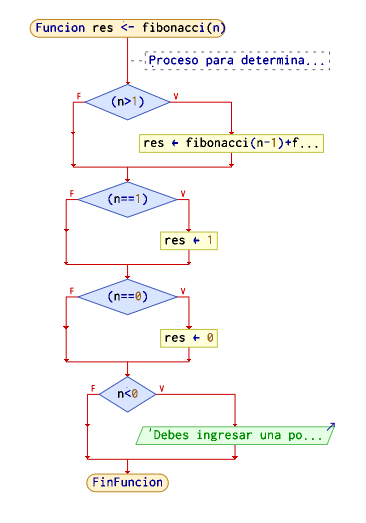 Funcion res <- fibonacci(n)
Proceso para determina...
(n>1)
F
V
res ← fibonacci(n-1)+f...
(n==1)
F
V
res ← 1
(n==0)
F
V
res ← 0
n<0
F
V
'Debes ingresar una po...
FinFuncion